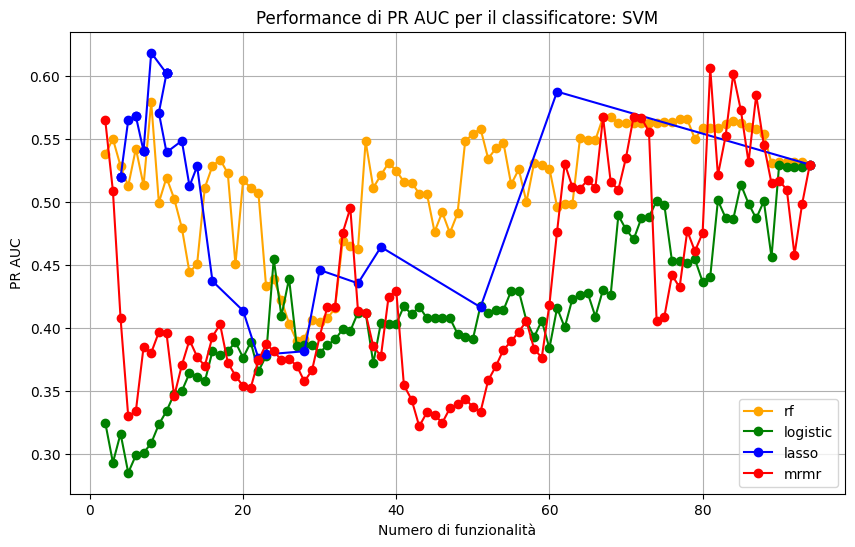 Performance di PR AUC per il classificatore: SVM
PR AUC
0.60
0.55
0.50
0.45
0.40
0.35
0.30
0
20
40
60
80
Numero di funzionalità
rf
logistic
lasso
mrmr